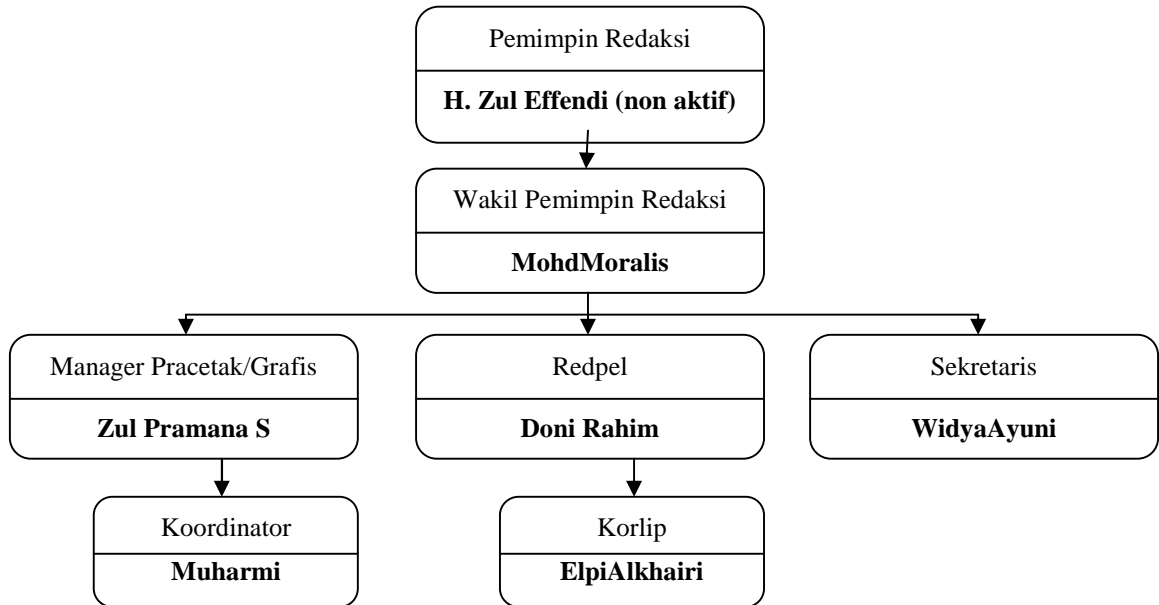 Pemimpin Redaksi
H. Zul Effendi (non aktif)
Wakil Pemimpin Redaksi
MohdMoralis
Manager Pracetak/Grafis
Zul Pramana S
Redpel
Doni Rahim
Sekretaris
WidyaAyuni
Koordinator
Muharmi
Korlip
ElpiAlkhairi